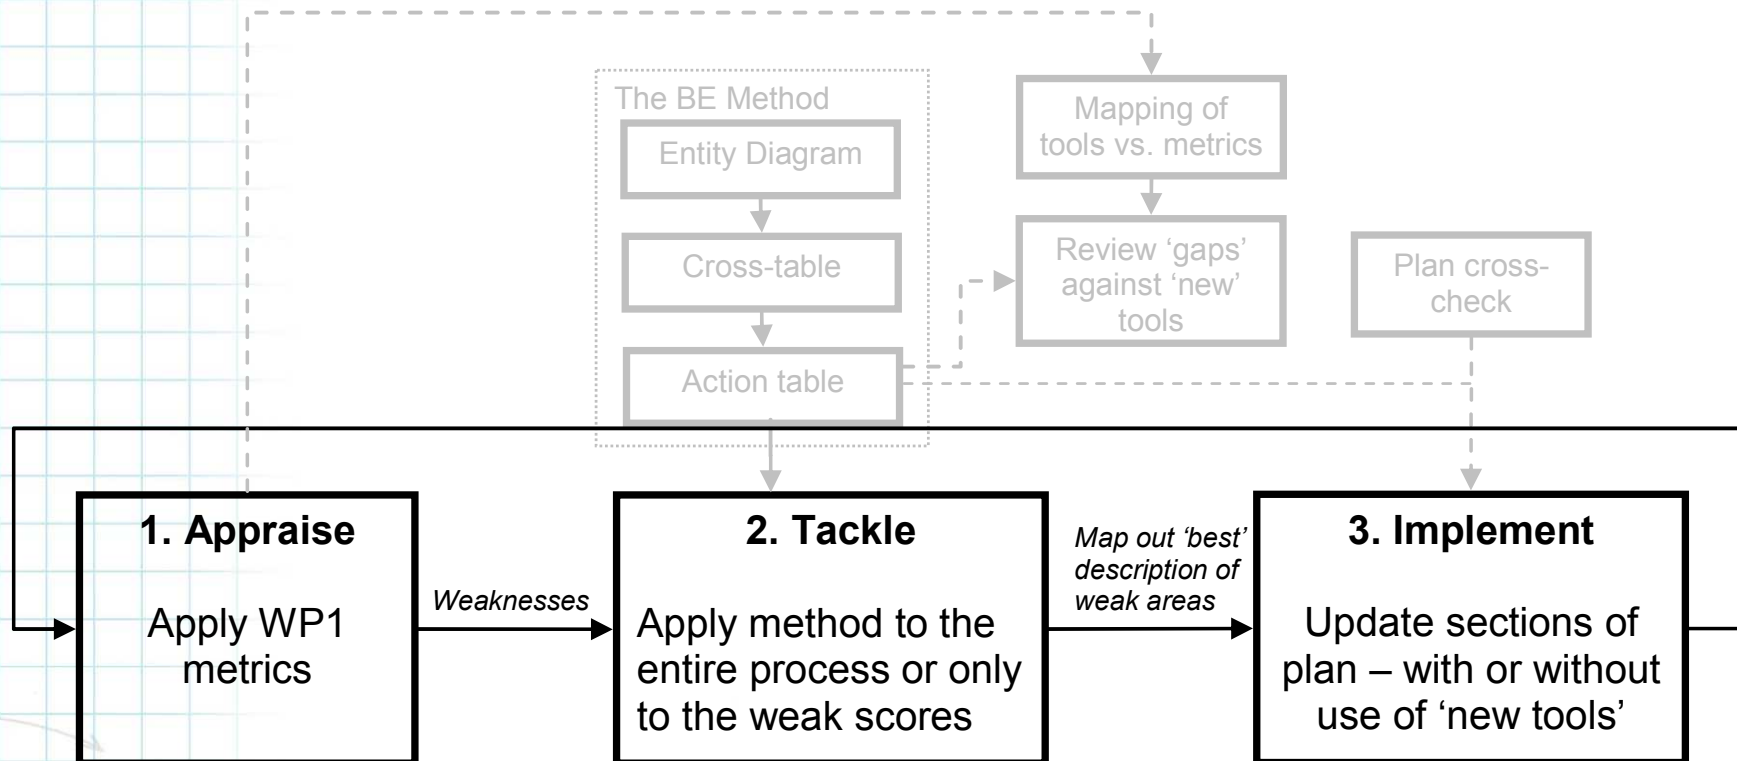 The BE Method
Entity Diagram
Cross-table
Action table
Mapping of
tools vs. metrics
Review ‘gaps’
against ‘new’
tools
Plan cross-
check
1. Appraise
Apply WP1
metrics
Weaknesses
2. Tackle
Apply method to the
entire process or only
to the weak scores
Map out ‘best’
description of
weak areas
3. Implement
Update sections of
plan – with or without
use of ‘new tools’